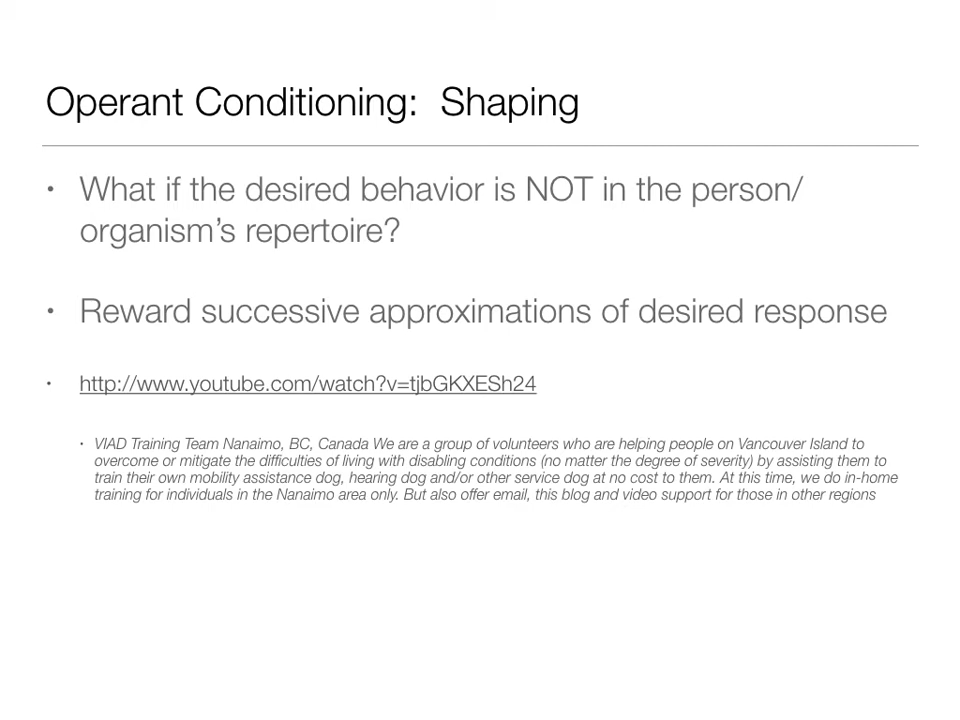 Operant Conditioning:  Shaping
• What if the desired behavior is NOT in the person/
organism’s repertoire?
• Reward successive approximations of desired response
• http://www.youtube.com/watch?v=tjbGKXESh24
• VIAD Training Team Nanaimo, BC, Canada We are a group of volunteers who are helping people on Vancouver Island to
overcome or mitigate the difficulties of living with disabling conditions (no matter the degree of severity) by assisting them to
train their own mobility assistance dog, hearing dog and/or other service dog at no cost to them. At this time, we do in-home
training for individuals in the Nanaimo area only. But also offer email, this blog and video support for those in other regions